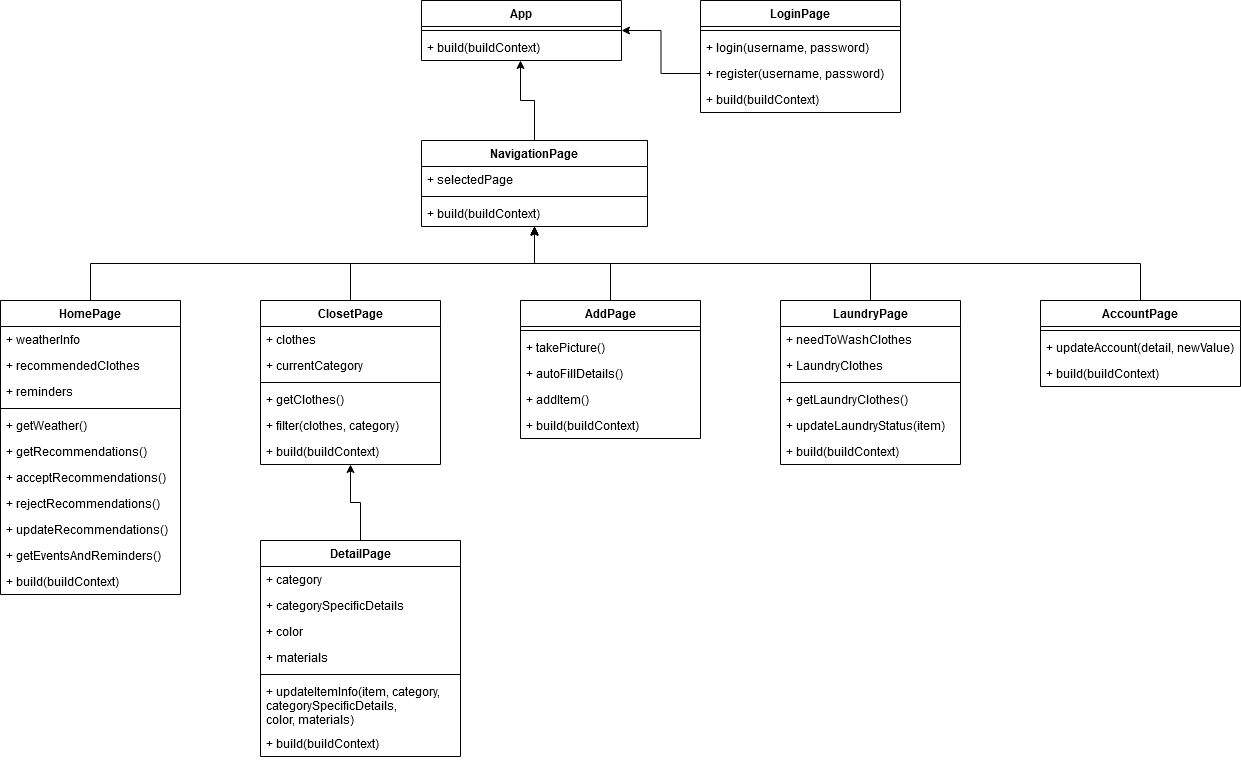 App
+ build(buildContext)
LoginPage
+ login(username, password)
+ register(username, password)
+ build(buildContext)
NavigationPage
+ selectedPage
+ build(buildContext)
HomePage
+ weatherInfo
+ recommendedClothes
+ reminders
+ getWeather()
+ getRecommendations()
+ acceptRecommendations()
+ rejectRecommendations()
+ updateRecommendations()
+ getEventsAndReminders()
+ build(buildContext)
ClosetPage
+ clothes
+ currentCategory
+ getClothes()
+ filter(clothes, category)
+ build(buildContext)
AddPage
+ takePicture()
+ autoFillDetails()
+ addItem()
+ build(buildContext)
LaundryPage
+ needToWashClothes
+ LaundryClothes
+ getLaundryClothes()
+ updateLaundryStatus(item)
+ build(buildContext)
AccountPage
+ updateAccount(detail, newValue)
+ build(buildContext)
DetailPage
+ category
+ categorySpecificDetails
+ color
+ materials
+ updateItemInfo(item, category,
categorySpecificDetails,
color, materials)
+ build(buildContext)